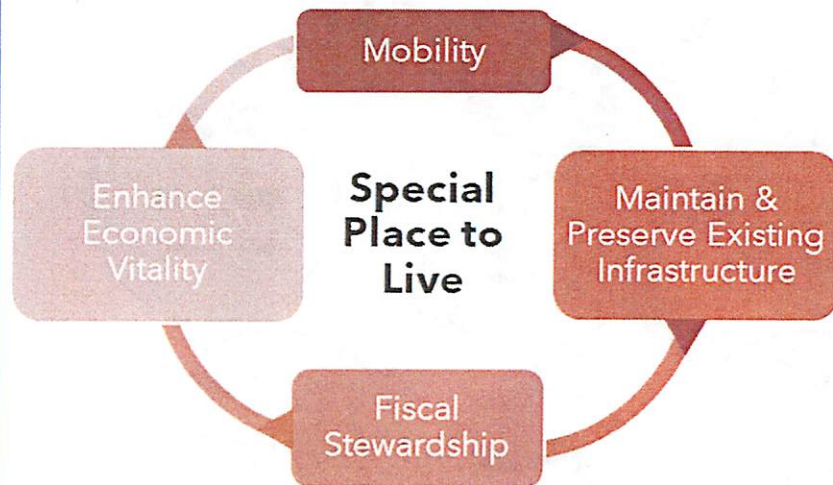 Mobility
Enhance
Economic
Vitality
Special
Place to
Live
Maintain &
Preserve Existing
Infrastructure
Fiscal
Stewardship